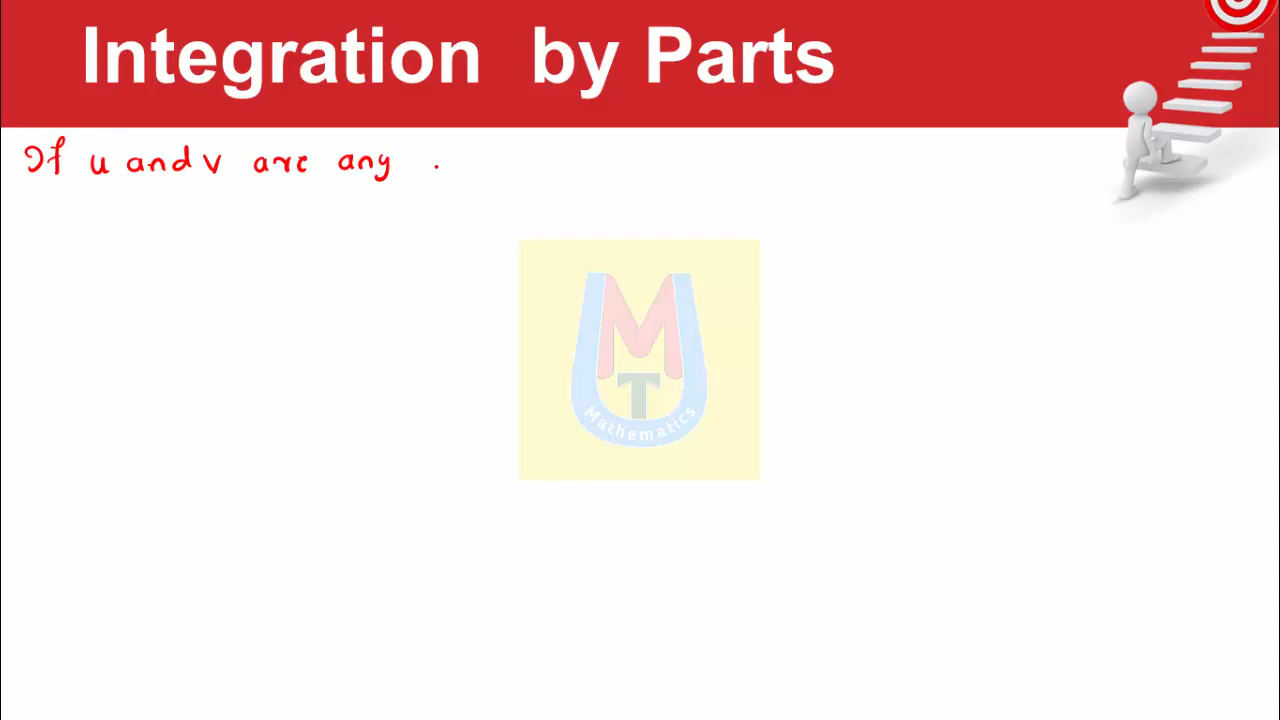 Integration by Parts
If u and v are any
M
T
Mathematics